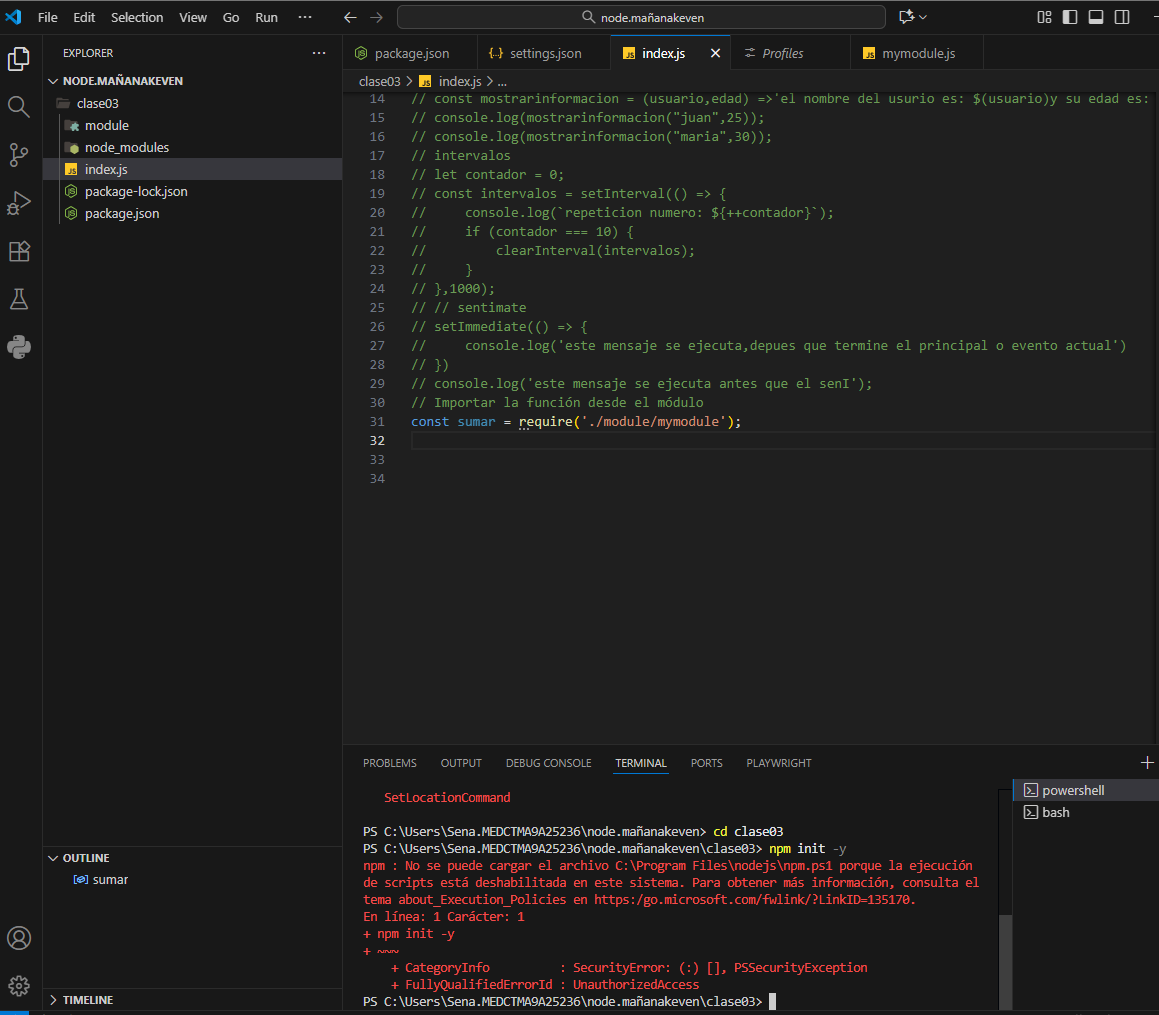 File Edit Selection View Go Run ··· node.mañanakeven
EXPLORER ···
NODE.MAÑANAKEVEN
clase03
module
node_modules
index.js
package-lock.json
package.json
OUTLINE
sumar
TIMELINE
package.json settings.json index.js Profiles mymodule.js
clase03 > index.js > ...
14 // const mostrarinformacion = (usuario,edad) =>'el nombre del usurio es: $(usuario)y su edad es:
15 // console.log(mostrarinformacion("juan",25));
16 // console.log(mostrarinformacion("maria",30));
17 // intervalos
18 // let contador = 0;
19 // const intervalos = setInterval(() => {
20 //     console.log(`repeticion numero: ${++contador}`);
21 //     if (contador === 10) {
22 //         clearInterval(intervalos);
23 //     }
24 // },1000);
25 // // sentimate
26 // setImmediate(() => {
27 //     console.log('este mensaje se ejecuta,depues que termine el principal o evento actual')
28 // })
29 // console.log('este mensaje se ejecuta antes que el senI');
30 // Importar la función desde el módulo
31 const sumar = require('./module/mymodule');
32
33
34
PROBLEMS OUTPUT DEBUG CONSOLE TERMINAL PORTS PLAYWRIGHT
powershell
bash
SetLocationCommand
PS C:\Users\Sena.MEDCTMA9A25236\node.mañanakeven> cd clase03
PS C:\Users\Sena.MEDCTMA9A25236\node.mañanakeven\clase03> npm init -y
npm : No se puede cargar el archivo C:\Program Files\nodejs\npm.ps1 porque la ejecución
de scripts está deshabilitada en este sistema. Para obtener más información, consulta el
tema about_Execution_Policies en https:/go.microsoft.com/fwlink/?LinkID=135170.
En línea: 1 Carácter: 1
+ npm init -y
+ ~~~
    + CategoryInfo          : SecurityError: (:) [], PSSecurityException
    + FullyQualifiedErrorId : UnauthorizedAccess
PS C:\Users\Sena.MEDCTMA9A25236\node.mañanakeven\clase03>